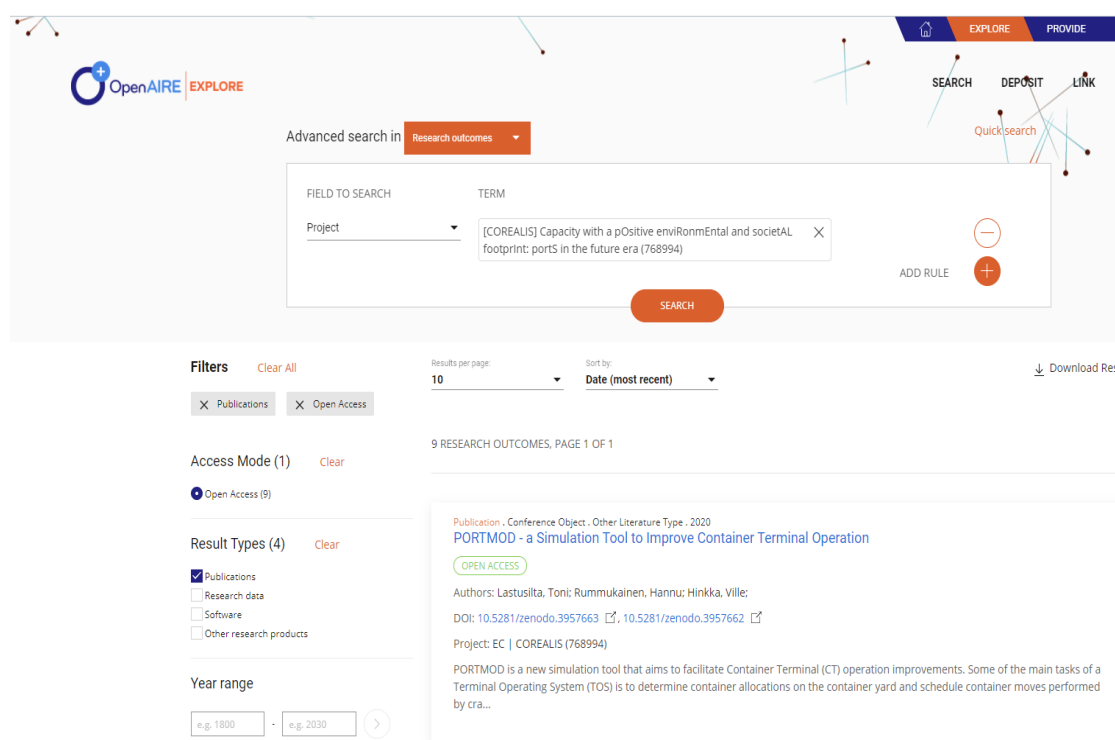 EXPLORE
PROVIDE
OpenAIRE EXPLORE
SEARCH
DEPOSIT
LINK
Advanced search in Research outcomes
Quick search
FIELD TO SEARCH
TERM
Project
[COREALIS] Capacity with a pOsitive enviRonmEntal and societAL
footprInt: portS in the future era (768994)
ADD RULE
SEARCH
Filters
Clear All
Publications
Open Access
Access Mode (1)
Clear
Open Access (9)
Result Types (4)
Clear
Publications
Research data
Software
Other research products
Year range
e.g. 1800 - e.g. 2030
Results per page:
10
Sort by:
Date (most recent)
Download Res
9 RESEARCH OUTCOMES, PAGE 1 OF 1
Publication . Conference Object . Other Literature Type . 2020
PORTMOD - a Simulation Tool to Improve Container Terminal Operation
OPEN ACCESS
Authors: Lastusilta, Toni; Rummukainen, Hannu; Hinkka, Ville;
DOI: 10.5281/zenodo.3957663 , 10.5281/zenodo.3957662
Project: EC | COREALIS (768994)
PORTMOD is a new simulation tool that aims to facilitate Container Terminal (CT) operation improvements. Some of the main tasks of a
Terminal Operating System (TOS) is to determine container allocations on the container yard and schedule container moves performed
by cra...